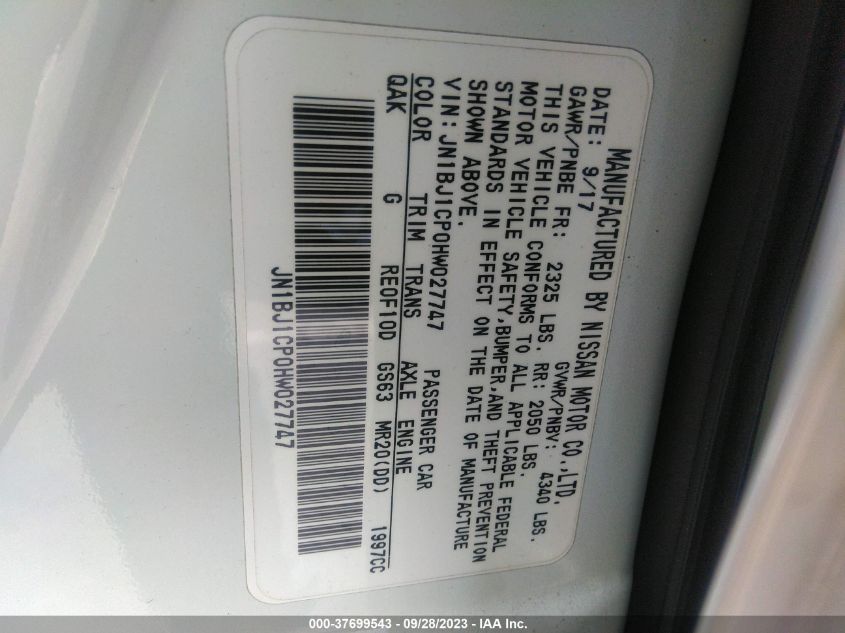 MANUFACTURED BY NISSAN MOTOR CO.,LTD.
DATE: 9/17 GVWR/PNBV: 4340 LBS.
GAWR/PNBE FR: 2325 LBS. RR: 2050 LBS.
THIS VEHICLE CONFORMS TO ALL APPLICABLE FEDERAL
MOTOR VEHICLE SAFETY,BUMPER,AND THEFT PREVENTION
STANDARDS IN EFFECT ON THE DATE OF MANUFACTURE
SHOWN ABOVE.
VIN:JN1BJ1CP0HW027747 PASSENGER CAR
COLOR TRIM TRANS AXLE ENGINE
QAK G RE0F10D GS63 MR20(DD) 1997CC
JN1BJ1CP0HW027747
000-37699543 - 09/28/2023 - IAA Inc.